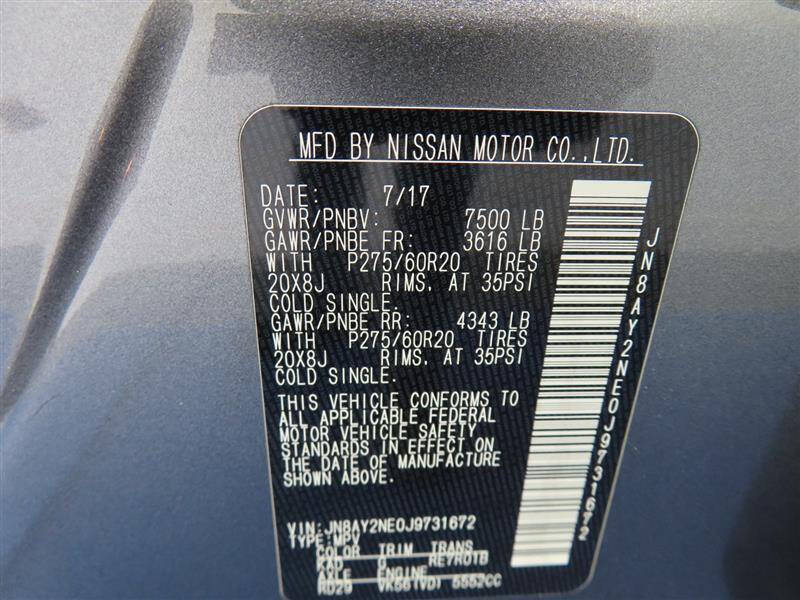 MFD BY NISSAN MOTOR CO.,LTD.
DATE: 7/17
GVWR/PNBV: 7500 LB
GAWR/PNBE FR: 3616 LB
WITH P275/60R20 TIRES
20X8J RIMS. AT 35PSI
COLD SINGLE.
GAWR/PNBE RR: 4343 LB
WITH P275/60R20 TIRES
20X8J RIMS. AT 35PSI
COLD SINGLE.
THIS VEHICLE CONFORMS TO
ALL APPLICABLE FEDERAL
MOTOR VEHICLE SAFETY
STANDARDS IN EFFECT ON
THE DATE OF MANUFACTURE
SHOWN ABOVE.
VIN:JN8AY2NE0J9731672
TYPE:MPV
COLOR TRIM TRANS
KAD G RE7R01B
AXLE ENGINE
RD29 VK56(VD) 5552CC
JN8AY2NE0J9731672